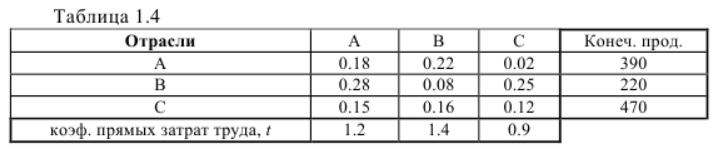 Таблица 1.4
Отрасли A B C Конеч. прод.
A 0.18 0.22 0.02 390
B 0.28 0.08 0.25 220
C 0.15 0.16 0.12 470
коэф. прямых затрат труда, t 1.2 1.4 0.9